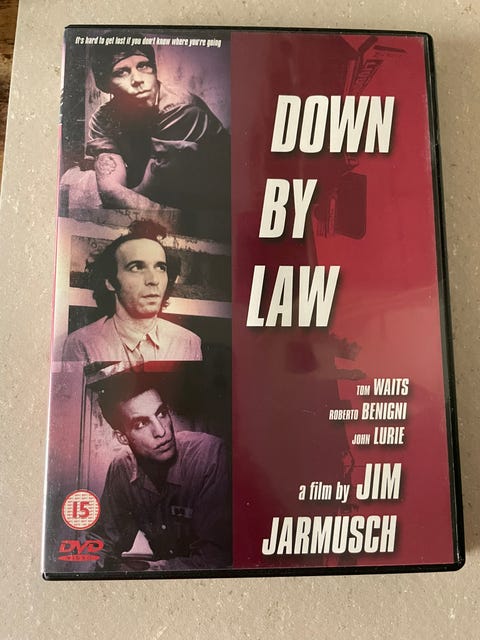 It's hard to get lost if you don't know where you're going
DOWN
BY
LAW
TOM WAITS
ROBERTO BENIGNI
JOHN LURIE
a film by JIM
JARMUSCH
15
DVD
VIDEO